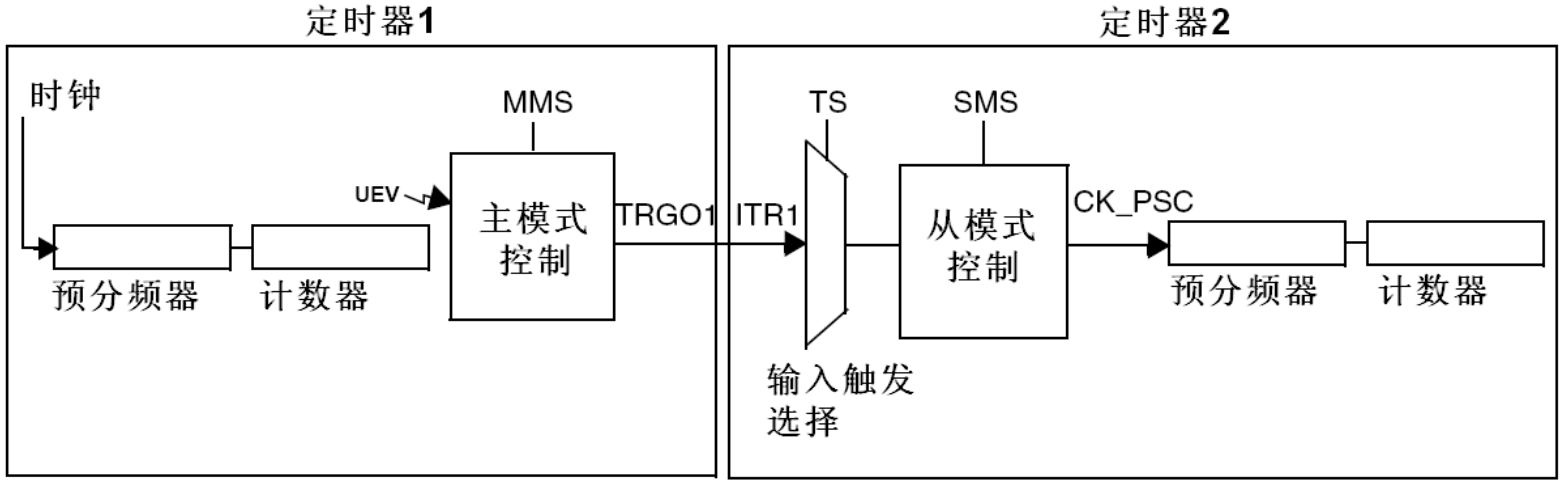 定时器1
时钟
MMS
UEV
主模式
控制
TRGO1
预分频器
计数器
定时器2
TS
SMS
ITR1
从模式
控制
CK_PSC
预分频器
计数器
输入触发
选择